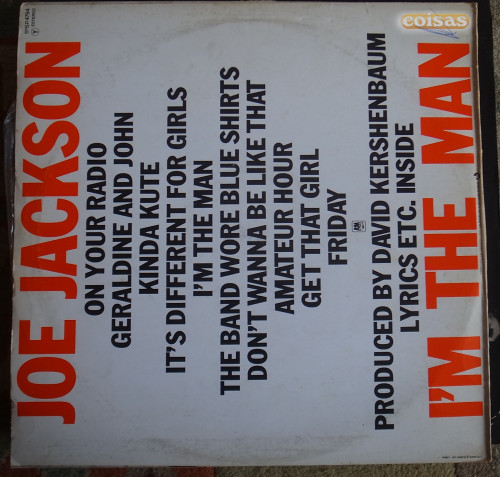 JOE JACKSON
ON YOUR RADIO
GERALDINE AND JOHN
KINDA KUTE
IT'S DIFFERENT FOR GIRLS
I'M THE MAN
THE BAND WORE BLUE SHIRTS
DON'T WANNA BE LIKE THAT
AMATEUR HOUR
GET THAT GIRL
FRIDAY
PRODUCED BY DAVID KERSHENBAUM
LYRICS ETC. INSIDE
I'M THE MAN
coisas